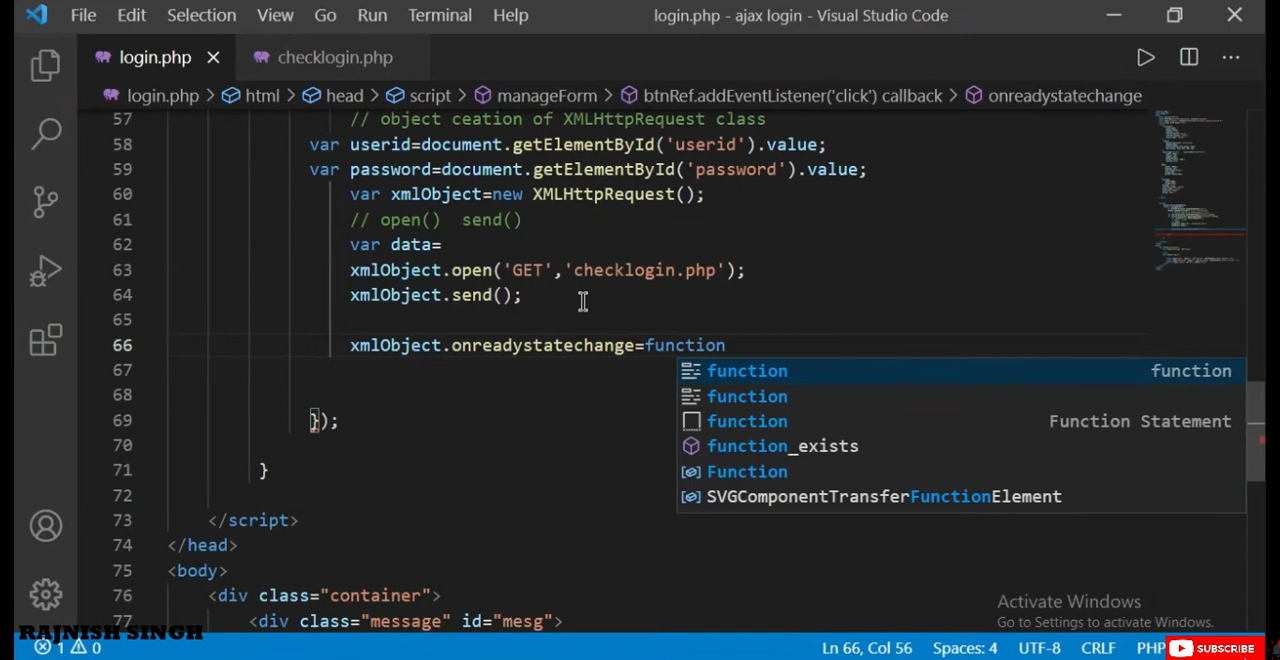 File Edit Selection View Go Run Terminal Help login.php - ajax login - Visual Studio Code
login.php checklogin.php
login.php > html > head > script > manageForm > btnRef.addEventListener('click') callback > onreadystatechange
57 // object ceation of XMLHttpRequest class
58 var userid=document.getElementById('userid').value;
59 var password=document.getElementById('password').value;
60 var xmlObject=new XMLHttpRequest();
61 // open() send()
62 var data=
63 xmlObject.open('GET','checklogin.php');
64 xmlObject.send();
65
66 xmlObject.onreadystatechange=function
67 function function
68 function
69 }); function Function Statement
70 function_exists
71 } Function
72 SVGComponentTransferFunctionElement
73 </script>
74 </head>
75 <body>
76 <div class="container">
77 <div class="message" id="mesg">
Activate Windows
Go to Settings to activate Windows.
RAJNISH SINGH
1 0 Ln 66, Col 56 Spaces: 4 UTF-8 CRLF PHP SUBSCRIBE